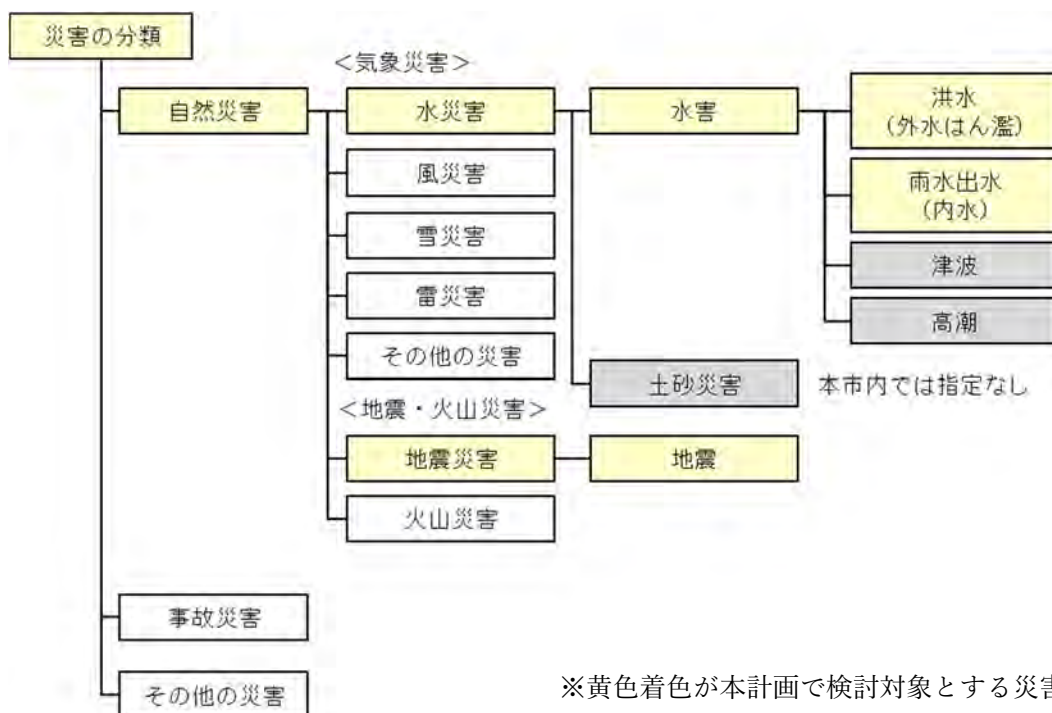 災害の分類
<気象災害>
自然災害
水災害
水害
洪水
(外水はん濫)
風災害
雨水出水
(内水)
雪災害
津波
雷災害
高潮
その他の災害
土砂災害
本市内では指定なし
<地震・火山災害>
地震災害
地震
火山災害
事故災害
その他の災害
※黄色着色が本計画で検討対象とする災害